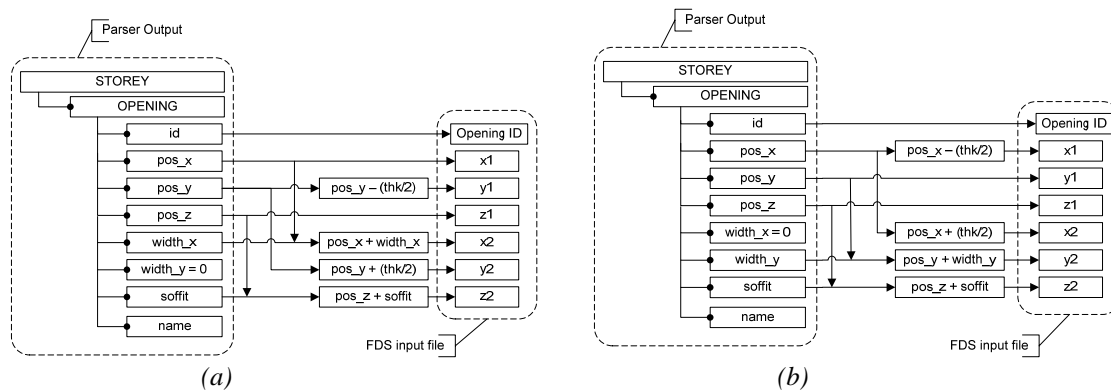 Parser Output
STOREY
OPENING
id
Opening ID
pos_x
x1
pos_y
pos_y – (thk/2)
y1
pos_z
z1
width_x
pos_x + width_x
x2
width_y = 0
pos_y + (thk/2)
y2
soffit
pos_z + soffit
z2
name
FDS input file
(a)
Parser Output
STOREY
OPENING
id
Opening ID
pos_x
pos_x – (thk/2)
x1
pos_y
y1
pos_z
z1
width_x = 0
pos_x + (thk/2)
x2
width_y
pos_y + width_y
y2
soffit
pos_z + soffit
z2
name
FDS input file
(b)